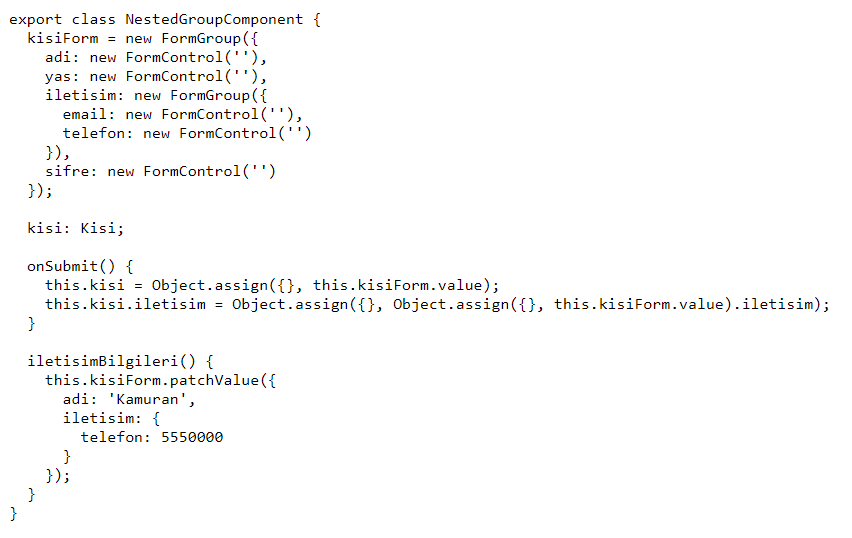 export class NestedGroupComponent {
  kisiForm = new FormGroup({
    adi: new FormControl(''),
    yas: new FormControl(''),
    iletisim: new FormGroup({
      email: new FormControl(''),
      telefon: new FormControl('')
    }),
    sifre: new FormControl('')
  });

  kisi: Kisi;

  onSubmit() {
    this.kisi = Object.assign({}, this.kisiForm.value);
    this.kisi.iletisim = Object.assign({}, Object.assign({}, this.kisiForm.value).iletisim);
  }

  iletisimBilgileri() {
    this.kisiForm.patchValue({
      adi: 'Kamuran',
      iletisim: {
        telefon: 5550000
      }
    });
  }
}